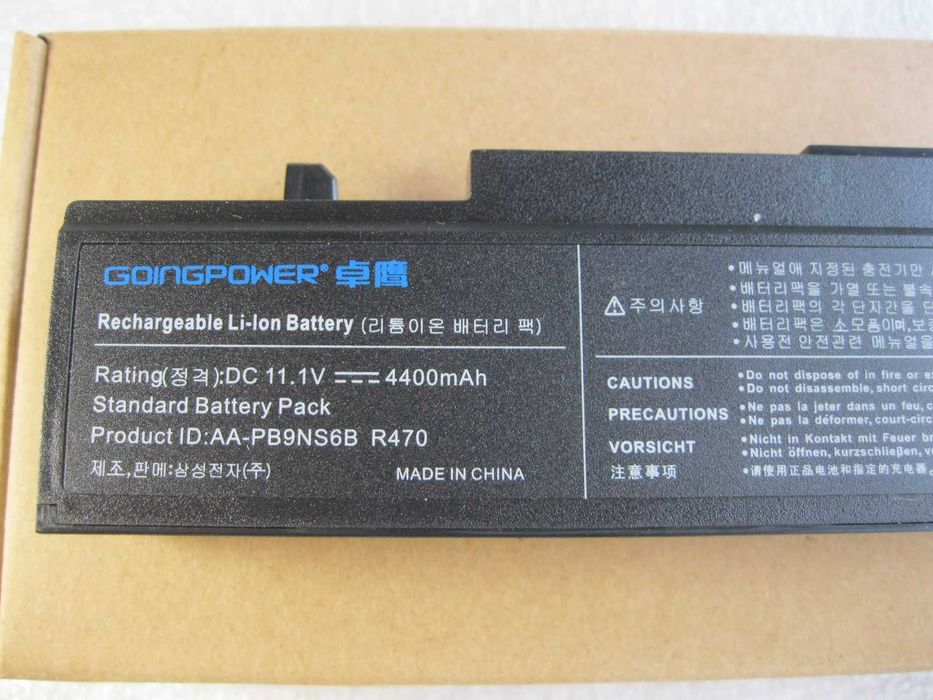 GOINGPOWER® 卓鹰
Rechargeable Li-Ion Battery (리튬이온 배터리 팩)
Rating(정격):DC 11.1V ⎓ 4400mAh
Standard Battery Pack
Product ID:AA-PB9NS6B R470
제조,판매:삼성전자(주)
MADE IN CHINA
⚠주의사항
•메뉴얼애 지정된 충전기만
•배터리팩을 가열 또는 불속
•배터리팩의 각 단자간을 단
•배터리팩은 소모품이며,보증
•사용전 안전관련 메뉴얼을
CAUTIONS
•Do not dispose of in fire or
•Do not disassemble, short
PRECAUTIONS
•Ne pas la jeter dans un feu,
•Ne pas la déformer, court-circ
VORSICHT
•Nicht in Kontakt mit Feuer
•Nicht öffnen, kurzschließen,
注意事项
•请使用正品电池和指定的充电器